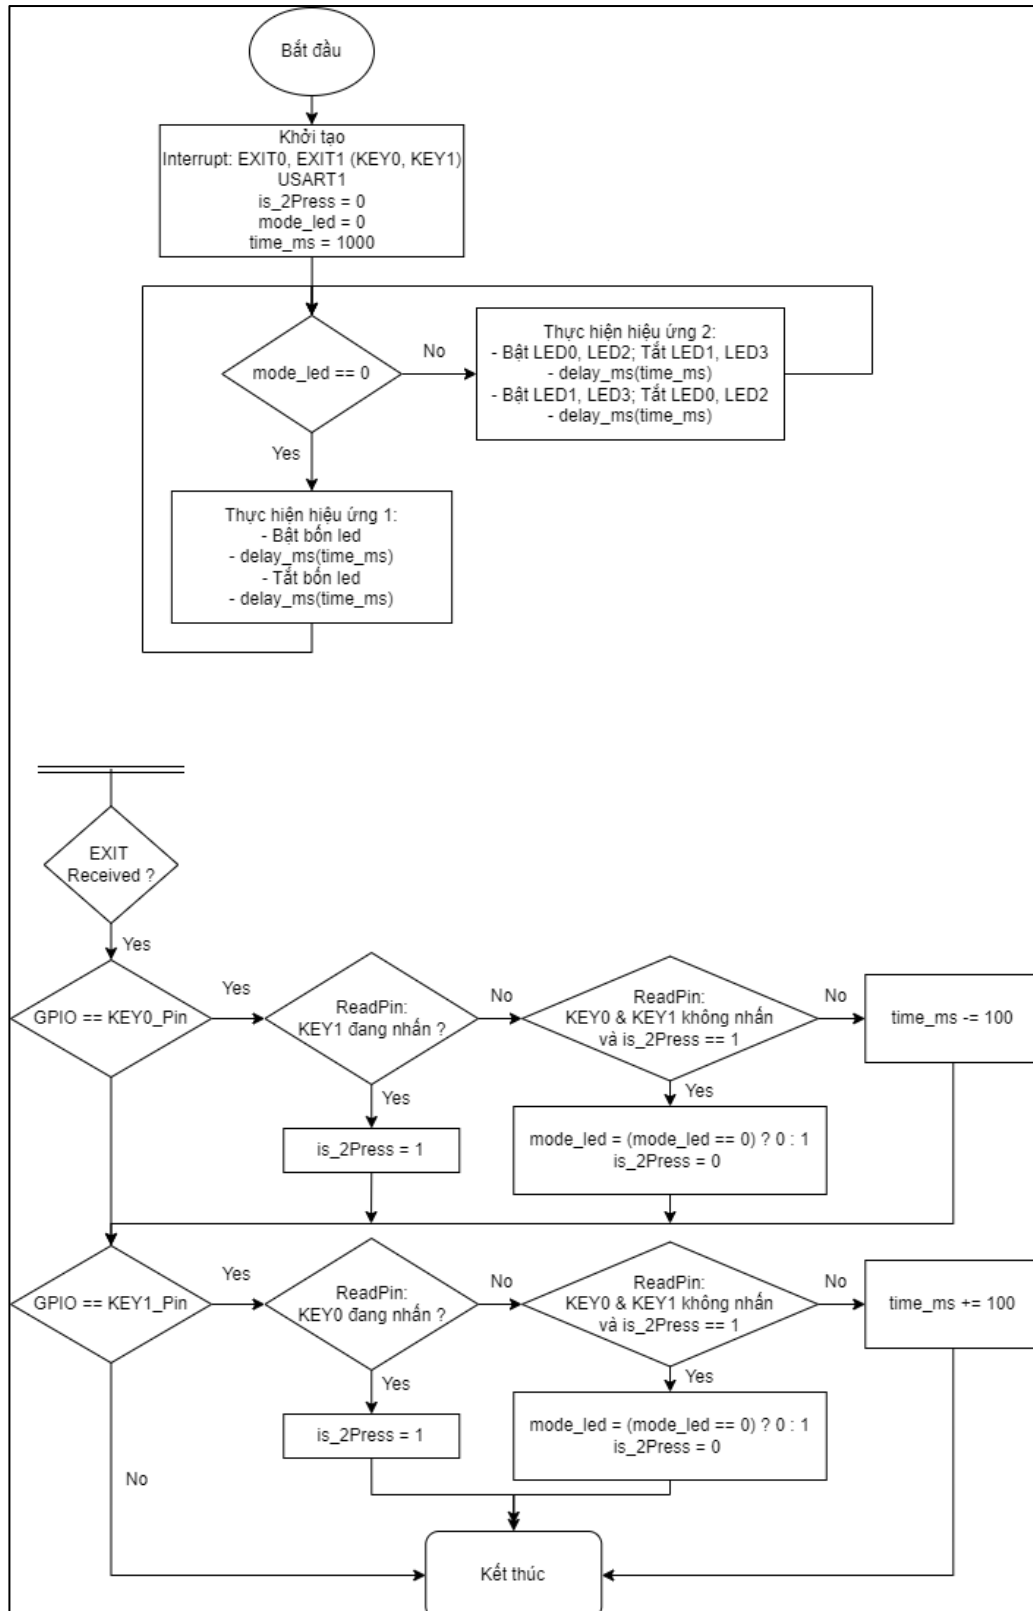 Bắt đầu
Khởi tạo
Interrupt: EXIT0, EXIT1 (KEY0, KEY1)
USART1
is_2Press = 0
mode_led = 0
time_ms = 1000
mode_led == 0
No
Thực hiện hiệu ứng 2:
- Bật LED0, LED2; Tắt LED1, LED3
- delay_ms(time_ms)
- Bật LED1, LED3; Tắt LED0, LED2
- delay_ms(time_ms)
Yes
Thực hiện hiệu ứng 1:
- Bật bốn led
- delay_ms(time_ms)
- Tắt bốn led
- delay_ms(time_ms)
EXIT
Received ?
Yes
GPIO == KEY0_Pin
Yes
ReadPin:
KEY1 đang nhấn ?
No
ReadPin:
KEY0 & KEY1 không nhấn
và is_2Press == 1
No
time_ms -= 100
Yes
is_2Press = 1
Yes
mode_led = (mode_led == 0) ? 0 : 1
is_2Press = 0
GPIO == KEY1_Pin
Yes
ReadPin:
KEY0 đang nhấn ?
No
ReadPin:
KEY0 & KEY1 không nhấn
và is_2Press == 1
No
time_ms += 100
Yes
is_2Press = 1
Yes
mode_led = (mode_led == 0) ? 0 : 1
is_2Press = 0
No
Kết thúc